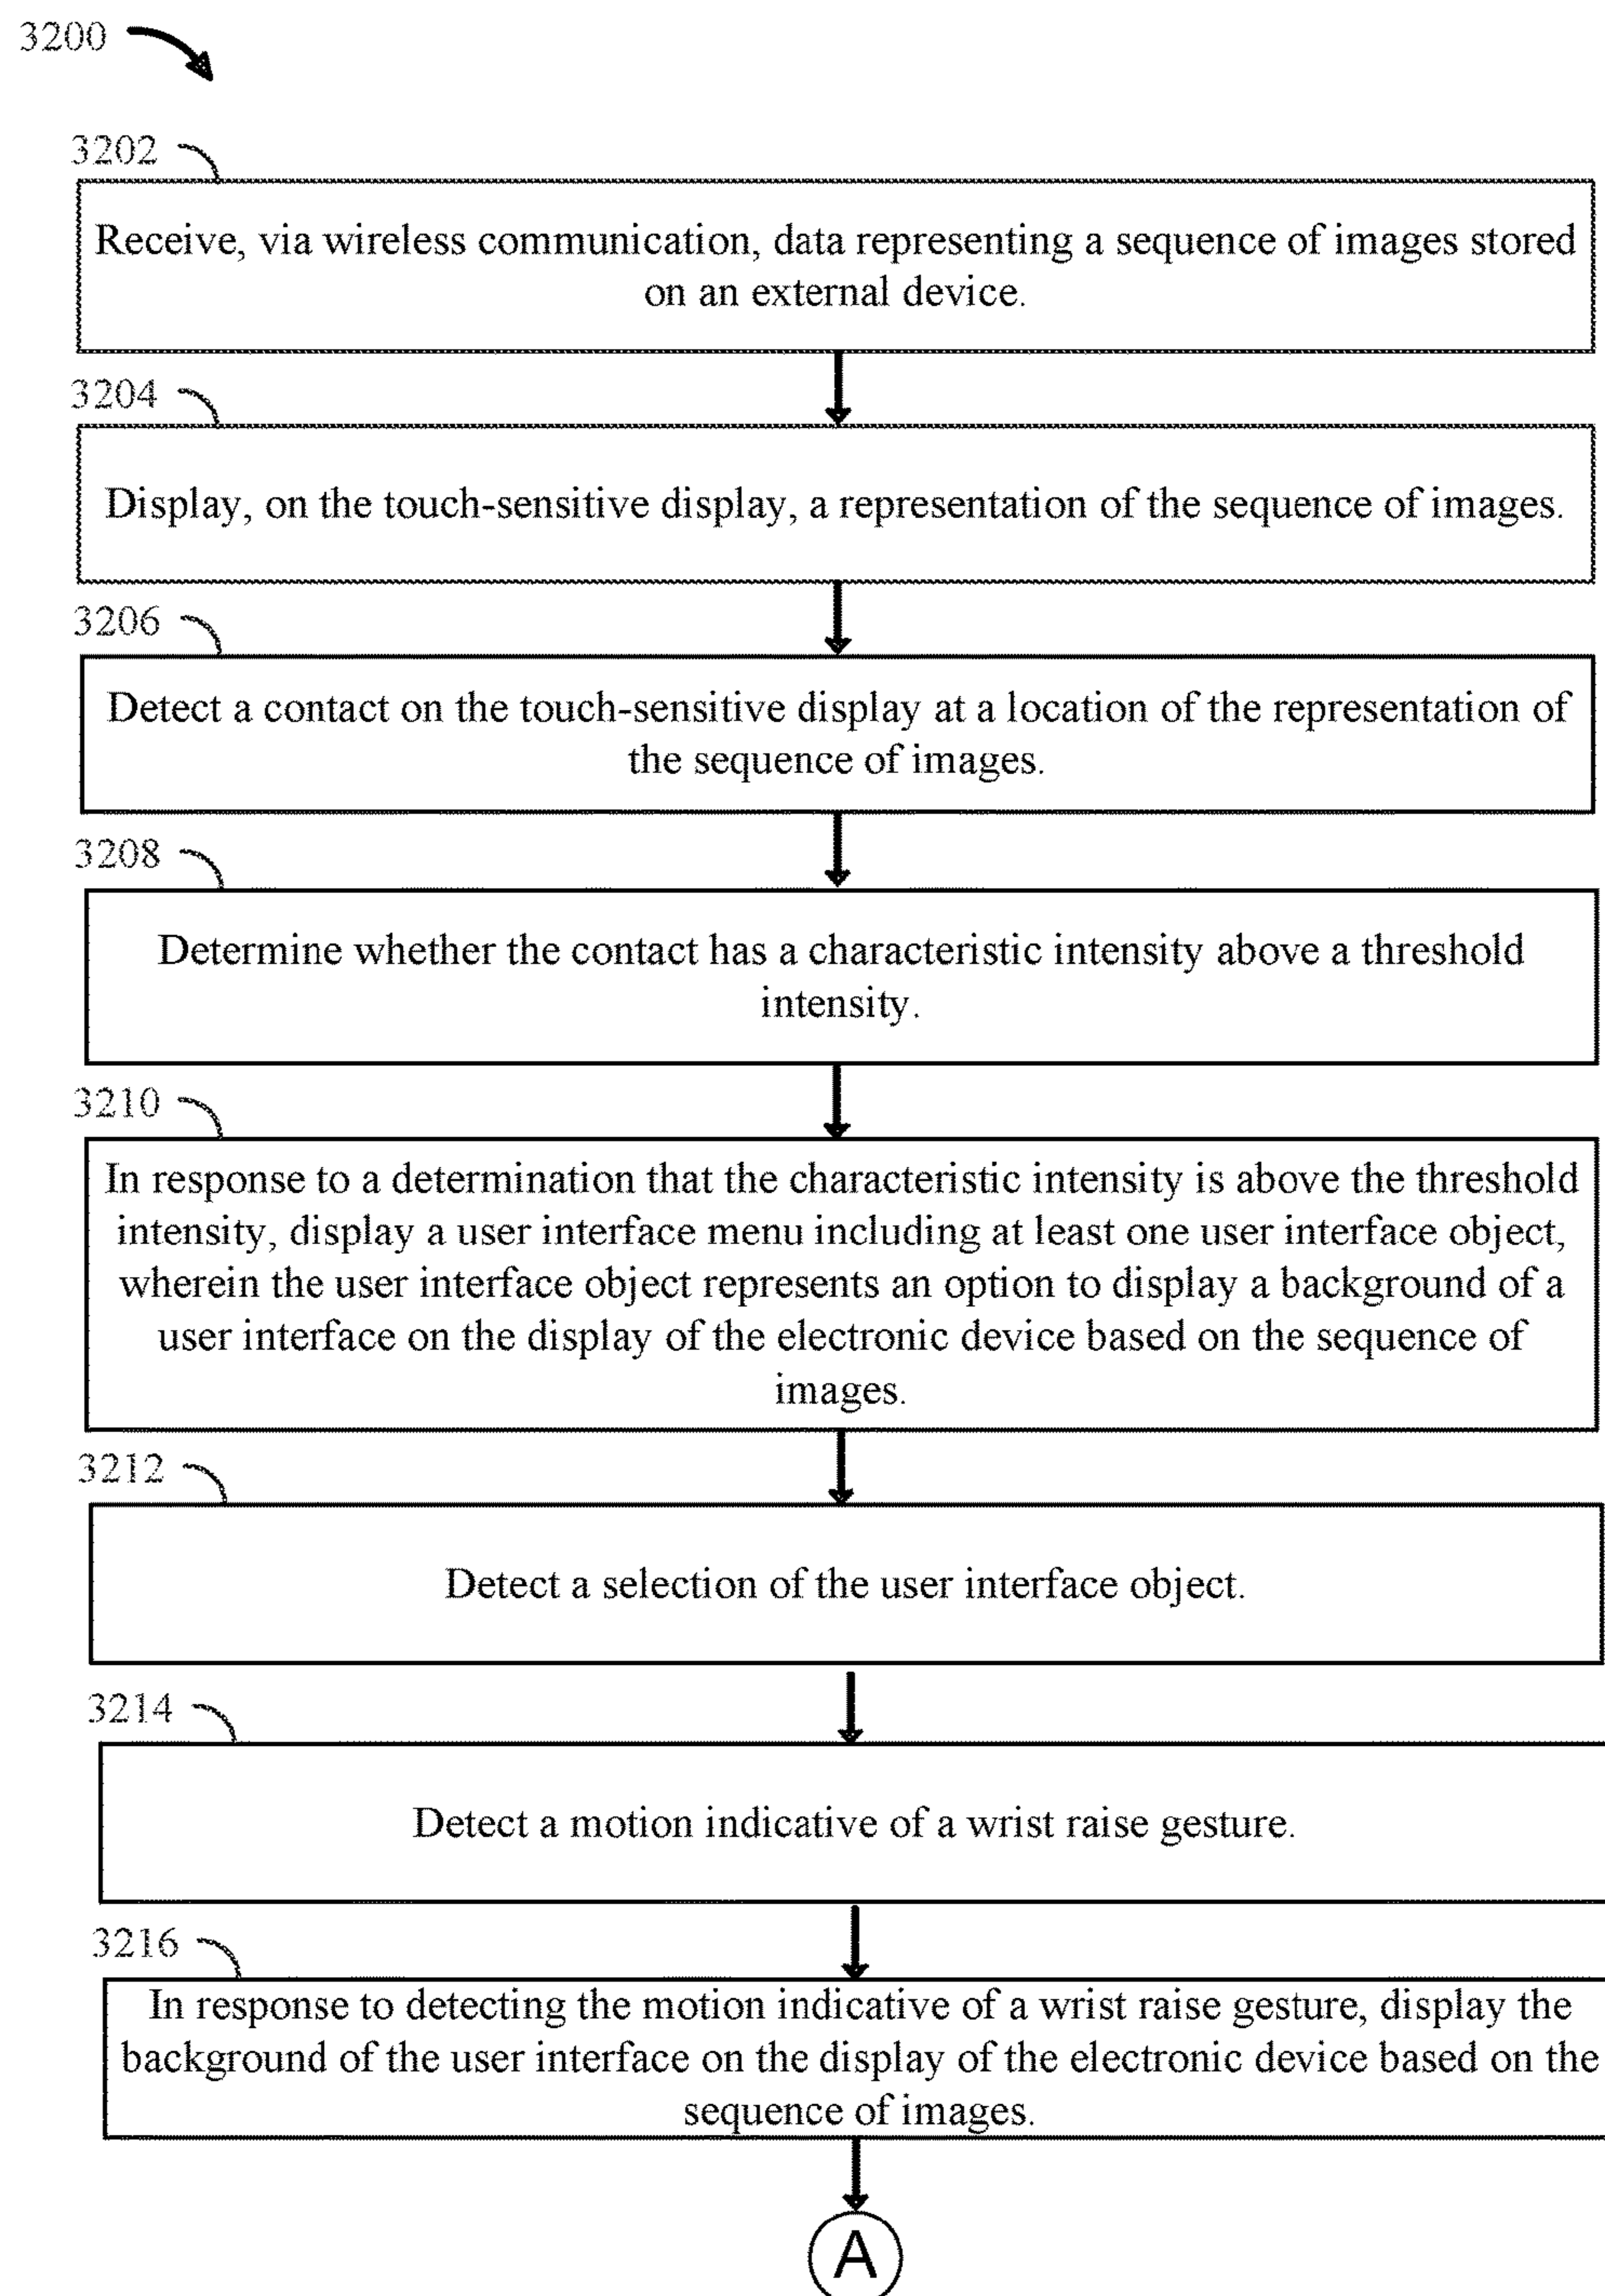 3200
3202
Receive, via wireless communication, data representing a sequence of images stored
on an external device.
3204
Display, on the touch-sensitive display, a representation of the sequence of images.
3206
Detect a contact on the touch-sensitive display at a location of the representation of
the sequence of images.
3208
Determine whether the contact has a characteristic intensity above a threshold
intensity.
3210
In response to a determination that the characteristic intensity is above the threshold
intensity, display a user interface menu including at least one user interface object,
wherein the user interface object represents an option to display a background of a
user interface on the display of the electronic device based on the sequence of
images.
3212
Detect a selection of the user interface object.
3214
Detect a motion indicative of a wrist raise gesture.
3216
In response to detecting the motion indicative of a wrist raise gesture, display the
background of the user interface on the display of the electronic device based on the
sequence of images.
A